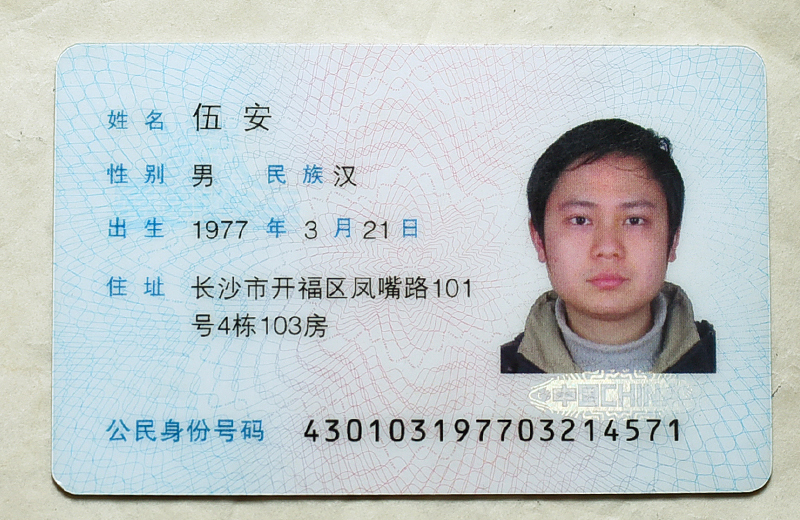 姓名 伍安
性别 男 民族 汉
出生 1977 年 3 月 21 日
住址 长沙市开福区凤嘴路101
号4栋103房
中国CHINA
公民身份号码 430103197703214571